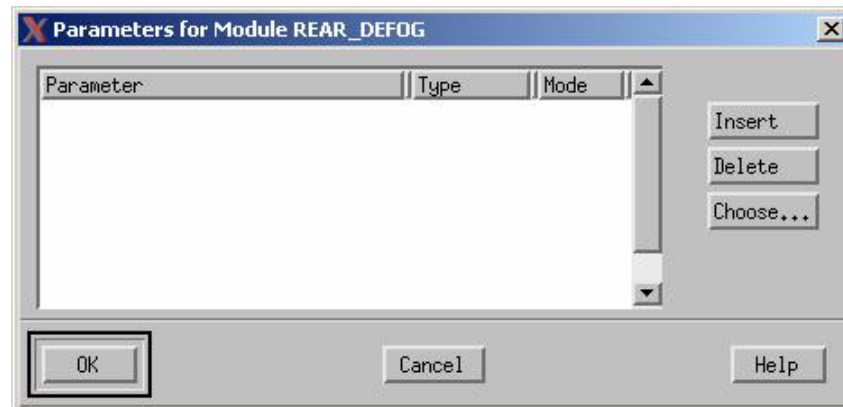 Parameters for Module REAR_DEFOG
Parameter Type Mode
Insert
Delete
Choose...
OK Cancel Help